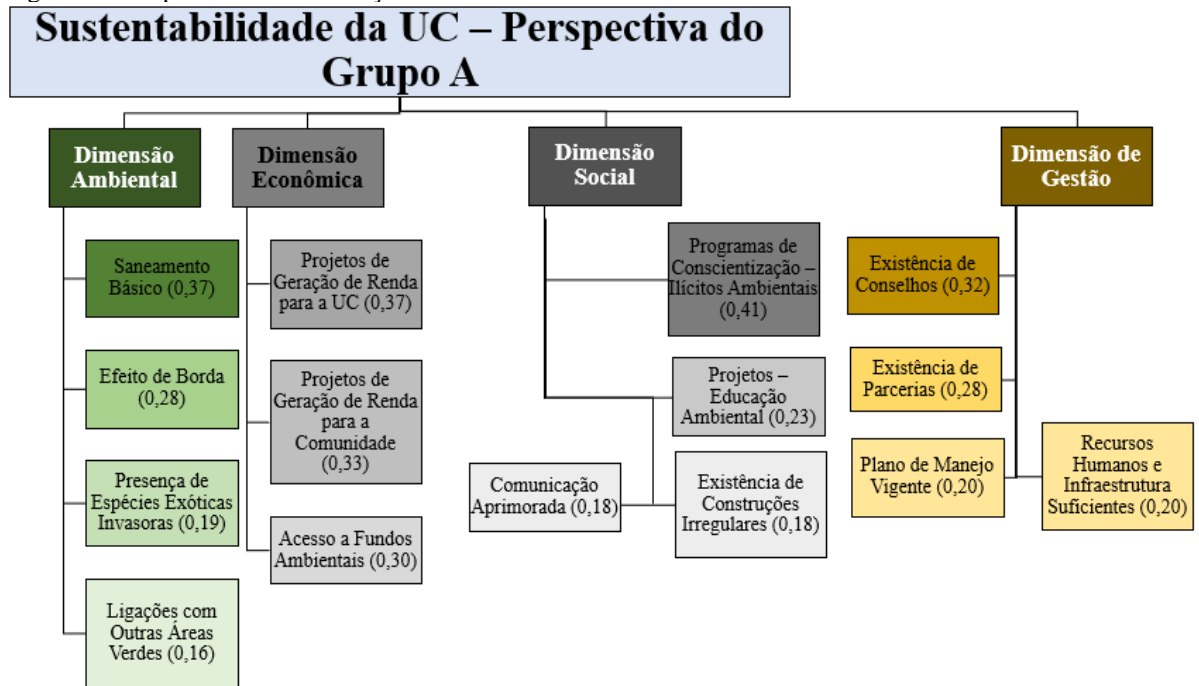 Sustentabilidade da UC – Perspectiva do
Grupo A
Dimensão
Ambiental
Saneamento
Básico (0,37)
Efeito de Borda
(0,28)
Presença de
Espécies Exóticas
Invasoras (0,19)
Ligações com
Outras Áreas
Verdes (0,16)
Dimensão
Econômica
Projetos de
Geração de Renda
para a UC (0,37)
Projetos de
Geração de Renda
para a
Comunidade
(0,33)
Acesso a Fundos
Ambientais (0,30)
Dimensão
Social
Programas de
Conscientização –
Ilícitos Ambientais
(0,41)
Projetos –
Educação
Ambiental (0,23)
Comunicação
Aprimorada (0,18)
Existência de
Construções
Irregulares (0,18)
Dimensão de
Gestão
Existência de
Conselhos (0,32)
Existência de
Parcerias (0,28)
Plano de Manejo
Vigente (0,20)
Recursos
Humanos e
Infraestrutura
Suficientes (0,20)